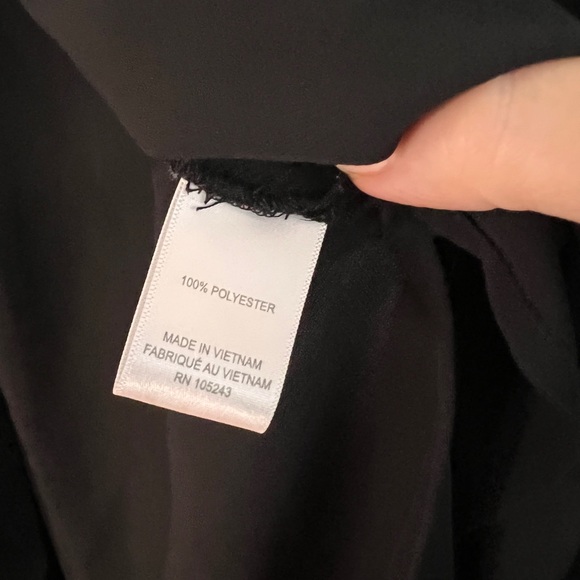 100% POLYESTER
MADE IN VIETNAM
FABRIQUÉ AU VIETNAM
RN 105243